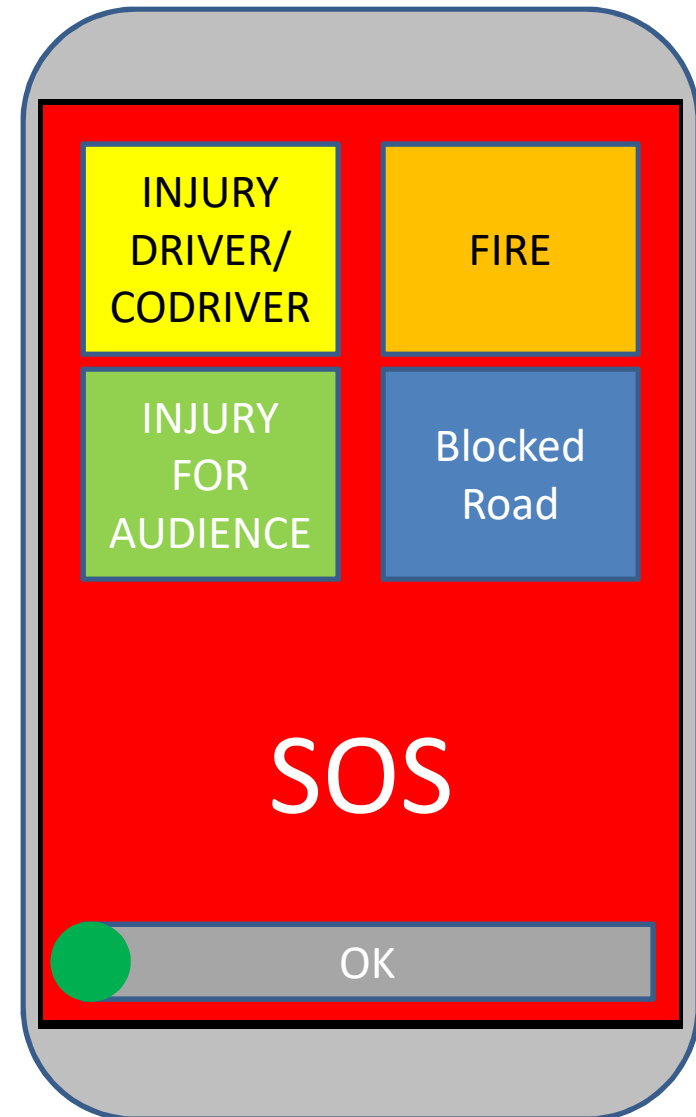 INJURY
DRIVER/
CODRIVER
FIRE
INJURY
FOR
AUDIENCE
Blocked
Road
SOS
OK